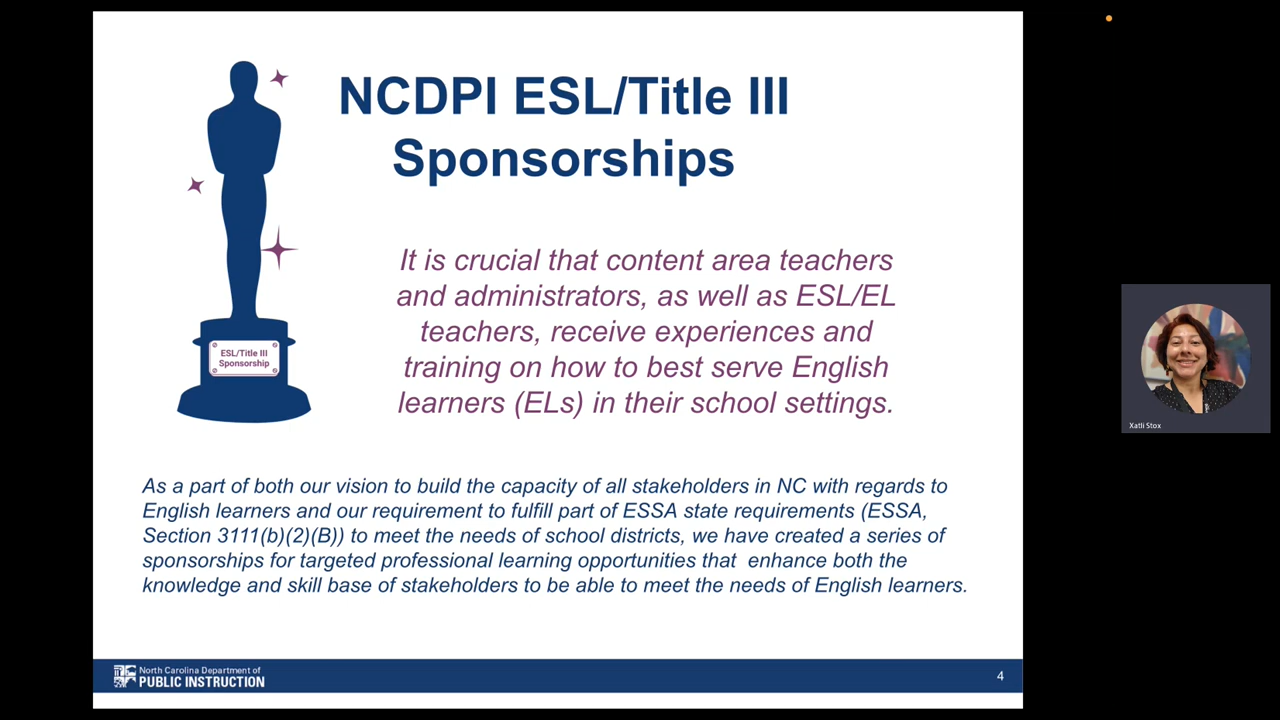 NCDPI ESL/Title III
Sponsorships
It is crucial that content area teachers
and administrators, as well as ESL/EL
teachers, receive experiences and
training on how to best serve English
learners (ELs) in their school settings.
ESL/Title III
Sponsorship
As a part of both our vision to build the capacity of all stakeholders in NC with regards to
English learners and our requirement to fulfill part of ESSA state requirements (ESSA,
Section 3111(b)(2)(B)) to meet the needs of school districts, we have created a series of
sponsorships for targeted professional learning opportunities that enhance both the
knowledge and skill base of stakeholders to be able to meet the needs of English learners.
North Carolina Department of
PUBLIC INSTRUCTION
4
Xatli Stox